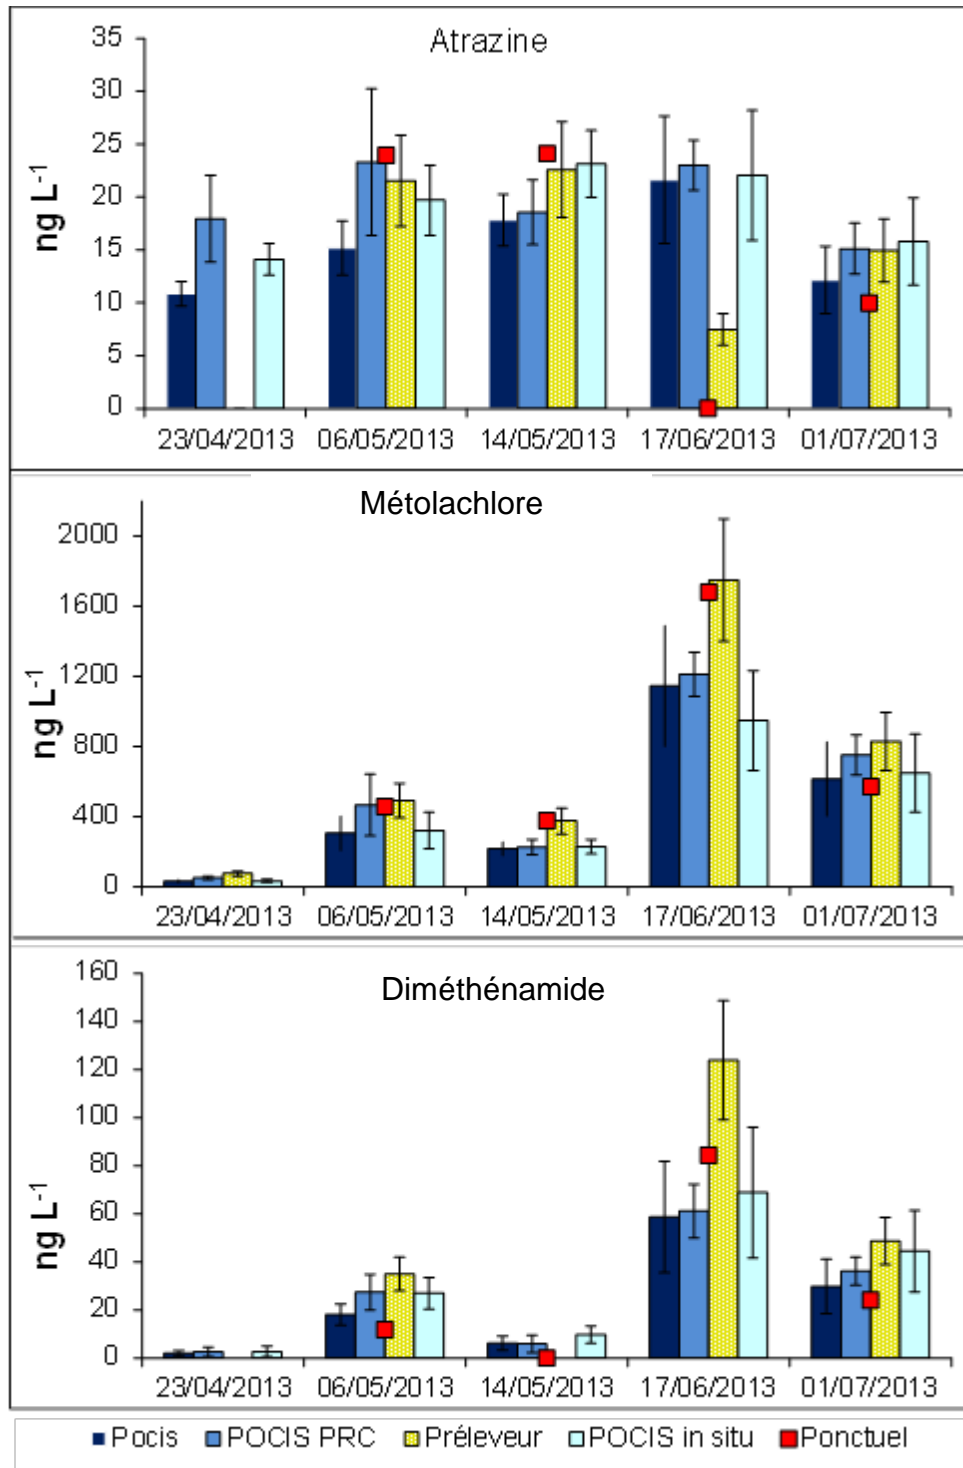 Atrazine
35
30
25
20
15
10
5
0
ng L-1
23/04/2013 06/05/2013 14/05/2013 17/06/2013 01/07/2013
Métolachlore
2000
1600
1200
800
400
0
ng L-1
23/04/2013 06/05/2013 14/05/2013 17/06/2013 01/07/2013
Diméthénamide
160
140
120
100
80
60
40
20
0
ng L-1
23/04/2013 06/05/2013 14/05/2013 17/06/2013 01/07/2013
Pocis POCIS PRC Préleveur POCIS in situ Ponctuel